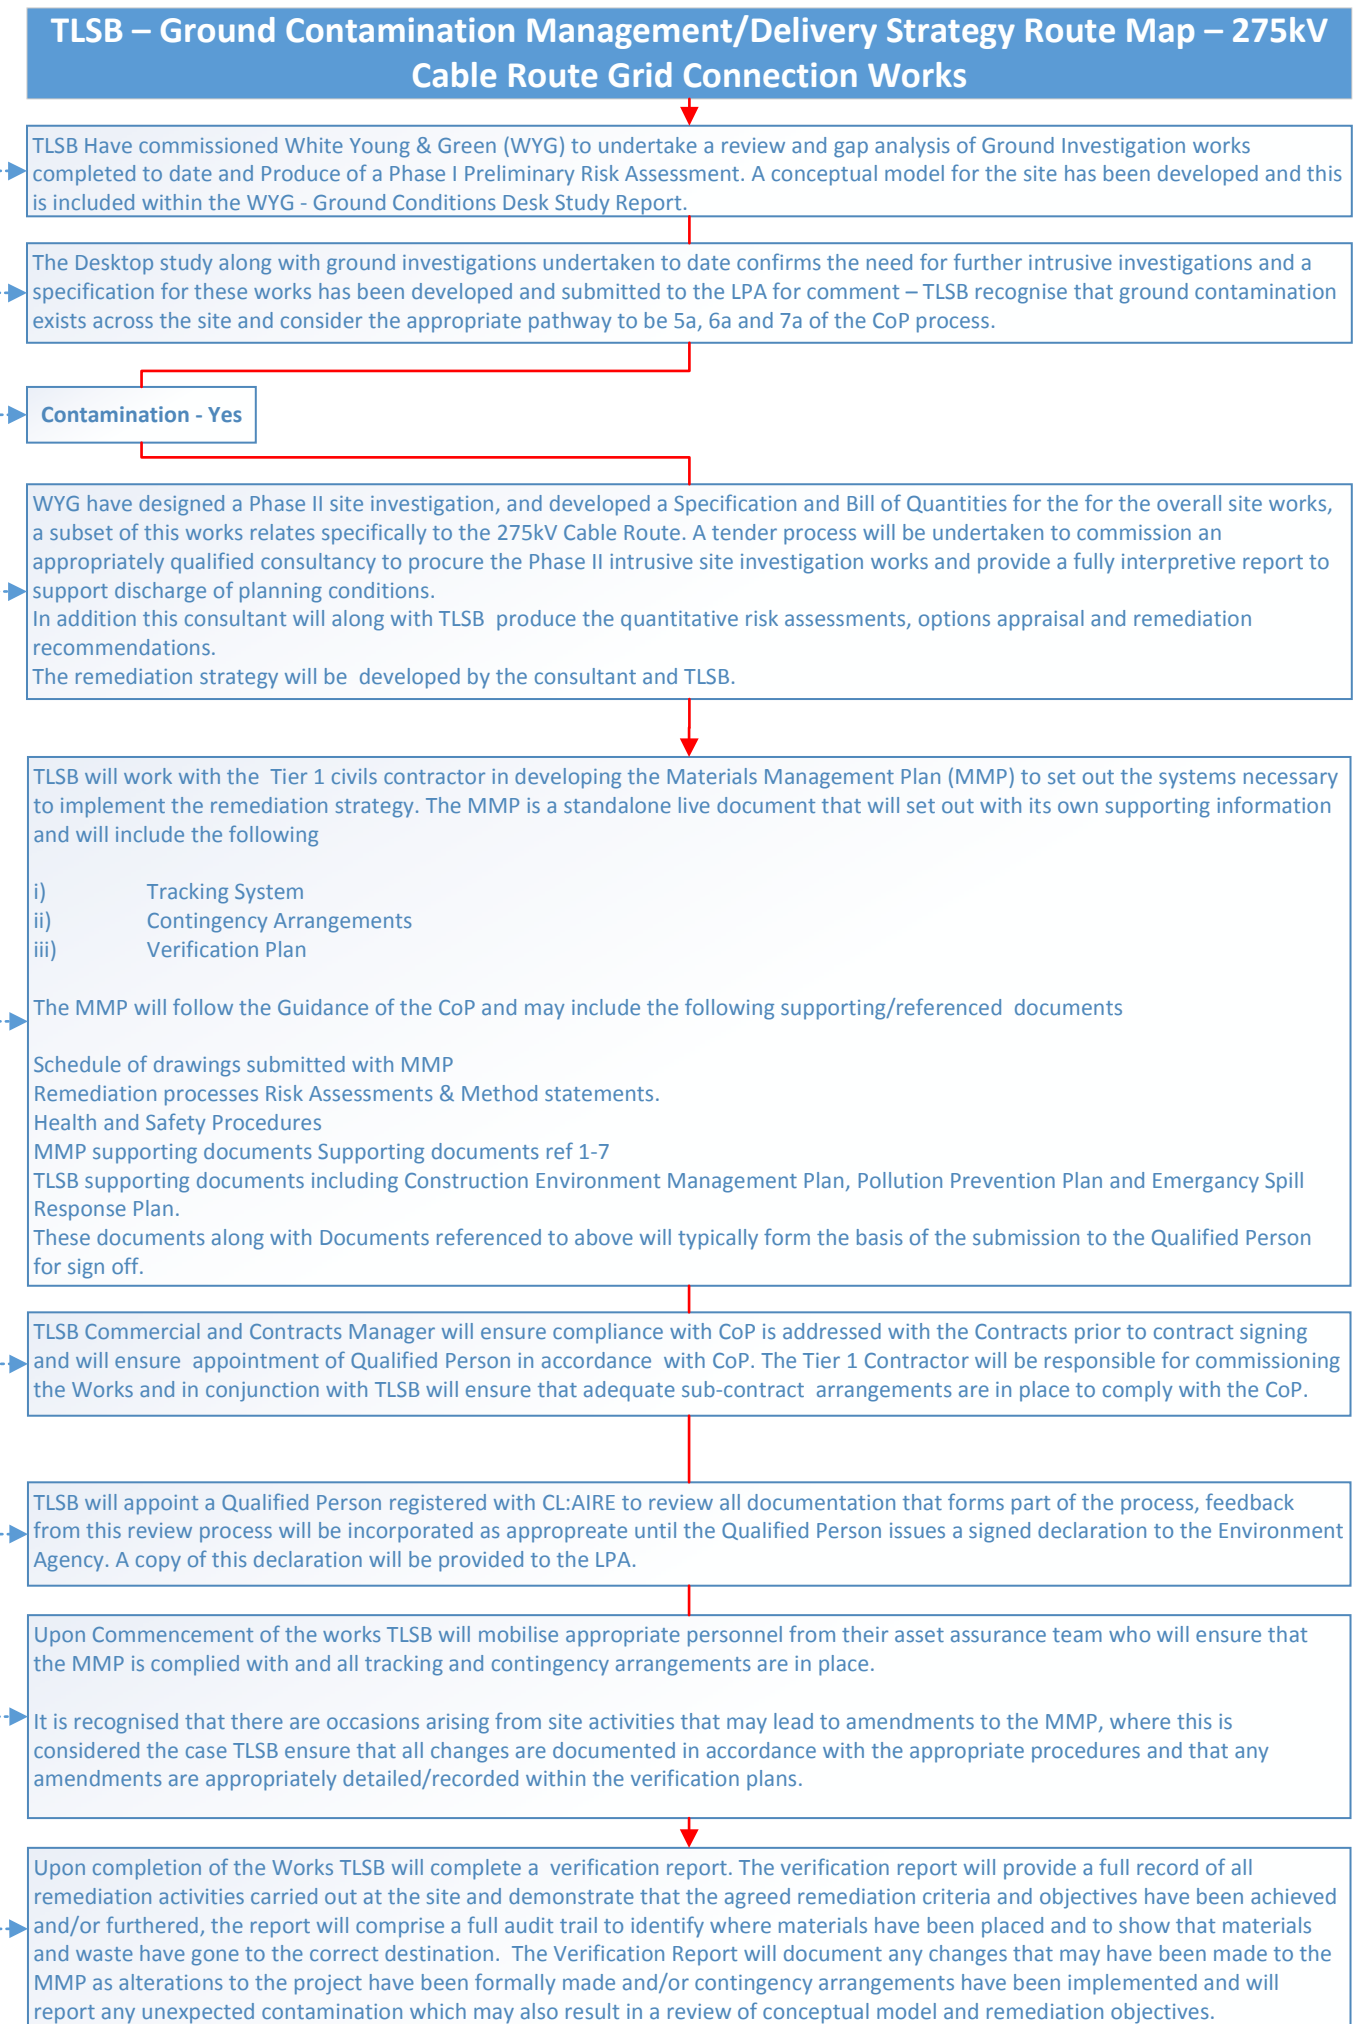 TLSB – Ground Contamination Management/Delivery Strategy Route Map – 275kV
Cable Route Grid Connection Works
TLSB Have commissioned White Young & Green (WYG) to undertake a review and gap analysis of Ground Investigation works
completed to date and Produce of a Phase I Preliminary Risk Assessment. A conceptual model for the site has been developed and this
is included within the WYG - Ground Conditions Desk Study Report.
The Desktop study along with ground investigations undertaken to date confirms the need for further intrusive investigations and a
specification for these works has been developed and submitted to the LPA for comment – TLSB recognise that ground contamination
exists across the site and consider the appropriate pathway to be 5a, 6a and 7a of the CoP process.
Contamination - Yes
WYG have designed a Phase II site investigation, and developed a Specification and Bill of Quantities for the for the overall site works,
a subset of this works relates specifically to the 275kV Cable Route. A tender process will be undertaken to commission an
appropriately qualified consultancy to procure the Phase II intrusive site investigation works and provide a fully interpretive report to
support discharge of planning conditions.
In addition this consultant will along with TLSB produce the quantitative risk assessments, options appraisal and remediation
recommendations.
The remediation strategy will be developed by the consultant and TLSB.
TLSB will work with the Tier 1 civils contractor in developing the Materials Management Plan (MMP) to set out the systems necessary
to implement the remediation strategy. The MMP is a standalone live document that will set out with its own supporting information
and will include the following
i) Tracking System
ii) Contingency Arrangements
iii) Verification Plan
The MMP will follow the Guidance of the CoP and may include the following supporting/referenced documents
Schedule of drawings submitted with MMP
Remediation processes Risk Assessments & Method statements.
Health and Safety Procedures
MMP supporting documents Supporting documents ref 1-7
TLSB supporting documents including Construction Environment Management Plan, Pollution Prevention Plan and Emergancy Spill
Response Plan.
These documents along with Documents referenced to above will typically form the basis of the submission to the Qualified Person
for sign off.
TLSB Commercial and Contracts Manager will ensure compliance with CoP is addressed with the Contracts prior to contract signing
and will ensure appointment of Qualified Person in accordance with CoP. The Tier 1 Contractor will be responsible for commissioning
the Works and in conjunction with TLSB will ensure that adequate sub-contract arrangements are in place to comply with the CoP.
TLSB will appoint a Qualified Person registered with CL:AIRE to review all documentation that forms part of the process, feedback
from this review process will be incorporated as appropreate until the Qualified Person issues a signed declaration to the Environment
Agency. A copy of this declaration will be provided to the LPA.
Upon Commencement of the works TLSB will mobilise appropriate personnel from their asset assurance team who will ensure that
the MMP is complied with and all tracking and contingency arrangements are in place.
It is recognised that there are occasions arising from site activities that may lead to amendments to the MMP, where this is
considered the case TLSB ensure that all changes are documented in accordance with the appropriate procedures and that any
amendments are appropriately detailed/recorded within the verification plans.
Upon completion of the Works TLSB will complete a verification report. The verification report will provide a full record of all
remediation activities carried out at the site and demonstrate that the agreed remediation criteria and objectives have been achieved
and/or furthered, the report will comprise a full audit trail to identify where materials have been placed and to show that materials
and waste have gone to the correct destination. The Verification Report will document any changes that may have been made to the
MMP as alterations to the project have been formally made and/or contingency arrangements have been implemented and will
report any unexpected contamination which may also result in a review of conceptual model and remediation objectives.